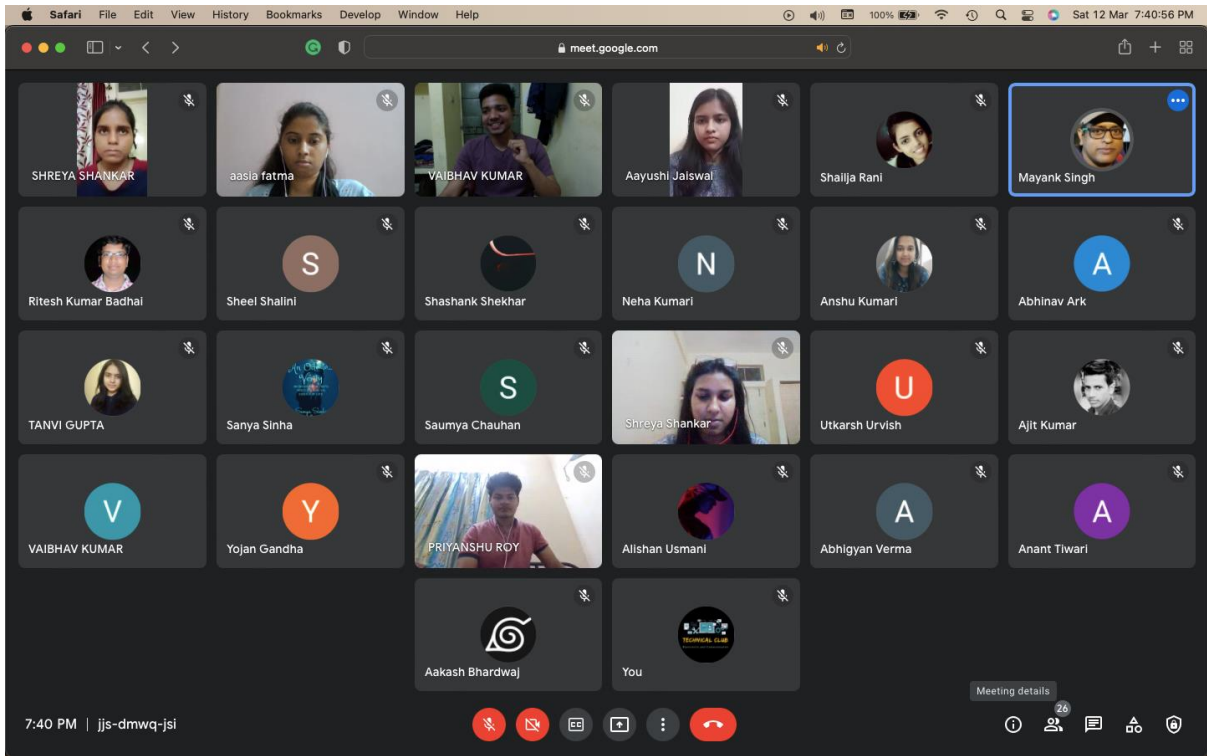 Safari File Edit View History Bookmarks Develop Window Help 100% Sat 12 Mar 7:40:56 PM
meet.google.com
SHREYA SHANKAR
aasia fatma
VAIBHAV KUMAR
Aayushi Jaiswal
Shailja Rani
Mayank Singh
Ritesh Kumar Badhai
S
Sheel Shalini
Shashank Shekhar
N
Neha Kumari
Anshu Kumari
A
Abhinav Ark
TANVI GUPTA
Sanya Sinha
S
Saumya Chauhan
Shreya Shankar
U
Utkarsh Urvish
Ajit Kumar
V
VAIBHAV KUMAR
Y
Yojan Gandha
PRIYANSHU ROY
Alishan Usmani
A
Abhigyan Verma
A
Anant Tiwari
Aakash Bhardwaj
TECHNICAL CLUB
You
Meeting details
7:40 PM | jjs-dmwq-jsi
CC
26